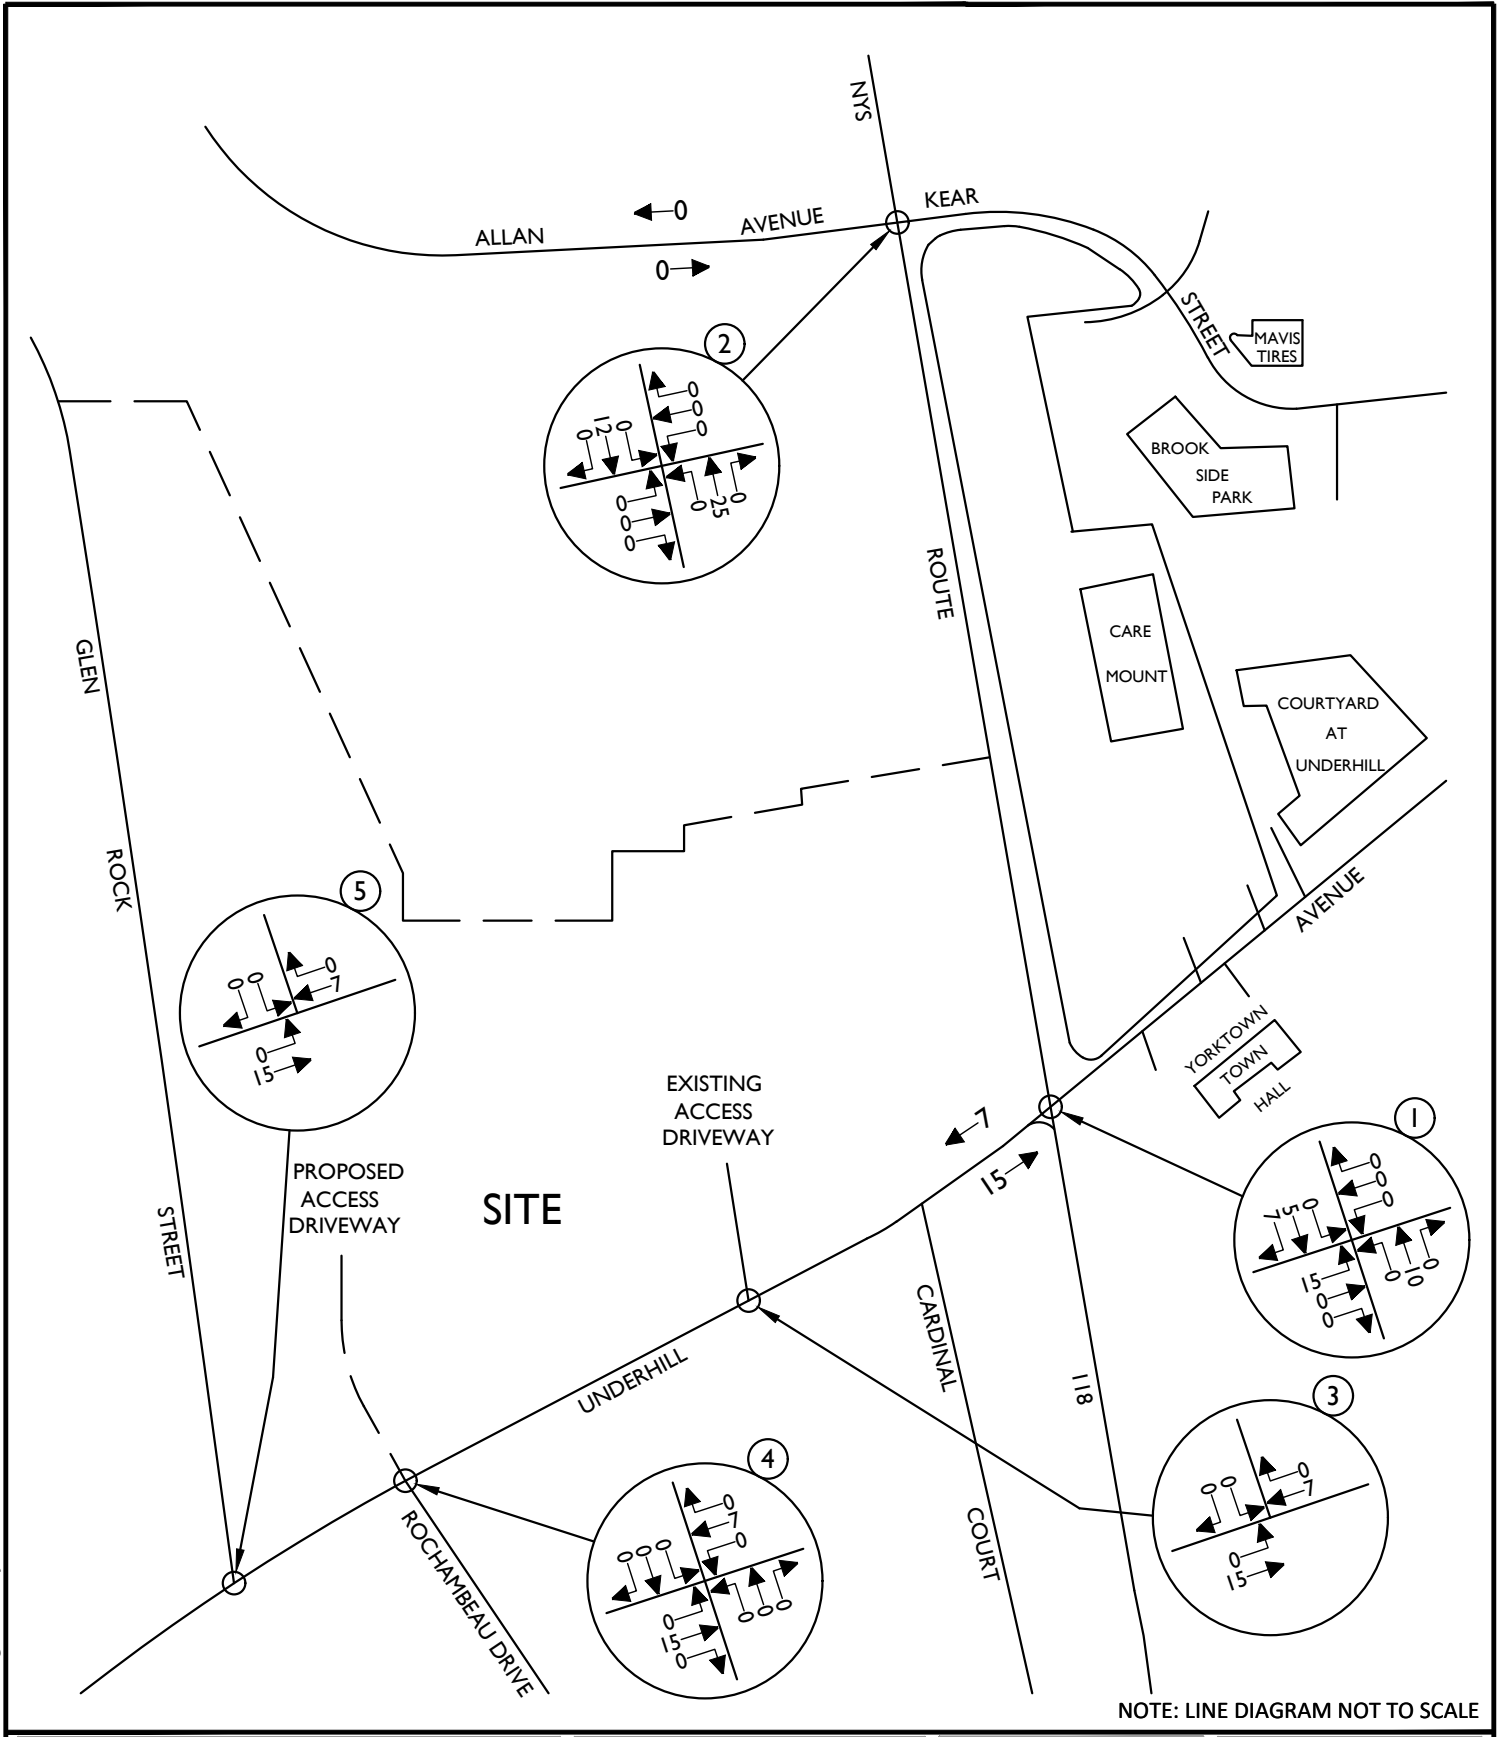 NYS
KEAR
STREET
ALLAN
AVENUE
0
0
2
0
0
0
0
12
0
0
25
0
0
0
0
MAVIS
TIRES
BROOK
SIDE
PARK
ROUTE
CARE
MOUNT
COURTYARD
AT
UNDERHILL
GLEN
ROCK
STREET
AVENUE
5
0
0
0
7
0
15
YORKTOWN
TOWN
HALL
EXISTING
ACCESS
DRIVEWAY
7
15
1
0
0
0
7
5
0
0
10
0
15
0
0
PROPOSED
ACCESS
DRIVEWAY
SITE
CARDINAL
COURT
UNDERHILL
118
3
0
0
0
7
0
15
4
0
7
0
0
0
0
0
0
0
0
15
0
ROCHAMBEAU DRIVE
NOTE: LINE DIAGRAM NOT TO SCALE